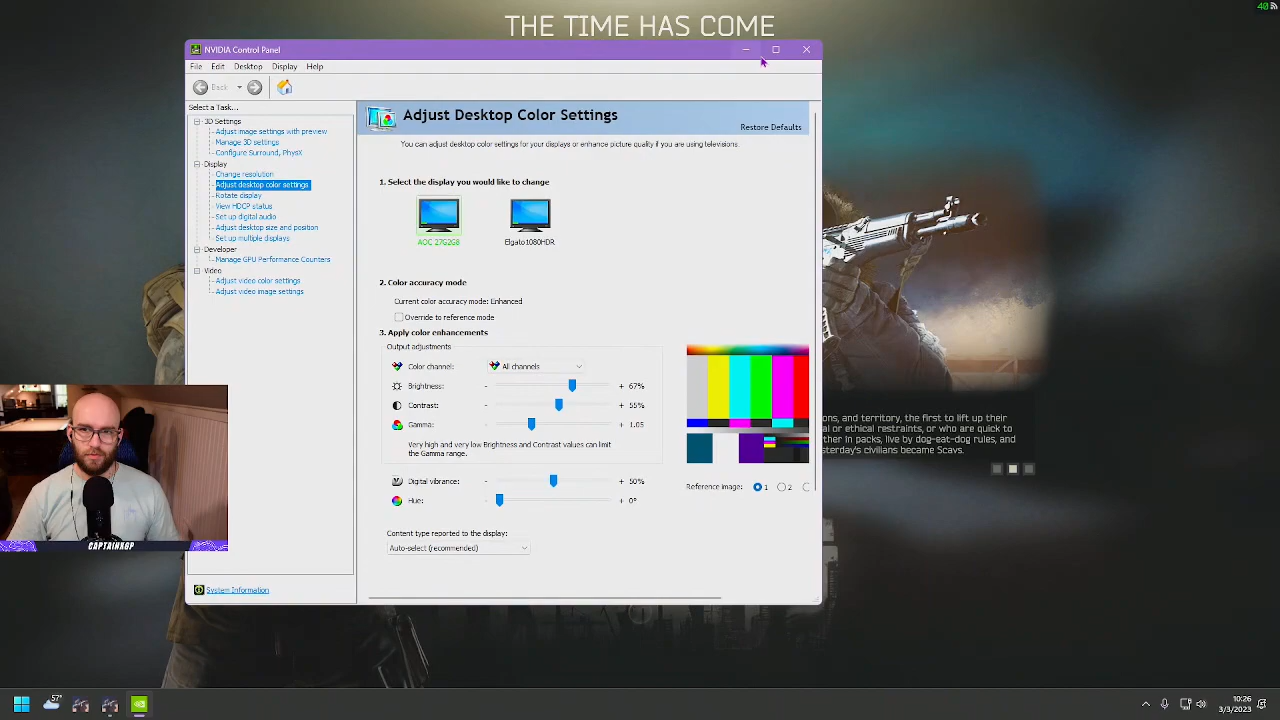 THE TIME HAS COME
40
NVIDIA Control Panel
File Edit Desktop Display Help
Back
Select a Task...
3D Settings
Adjust image settings with preview
Manage 3D settings
Configure Surround, PhysX
Display
Change resolution
Adjust desktop color settings
Rotate display
View HDCP status
Set up digital audio
Adjust desktop size and position
Set up multiple displays
Developer
Manage GPU Performance Counters
Video
Adjust video color settings
Adjust video image settings
System Information
Adjust Desktop Color Settings
Restore Defaults
You can adjust desktop color settings for your displays or enhance picture quality if you are using televisions.
1. Select the display you would like to change
AOC 27G2G8 Elgato1080HDR
2. Color accuracy mode
Current color accuracy mode: Enhanced
Override to reference mode
3. Apply color enhancements
Output adjustments
Color channel: All channels
Brightness: - + 67%
Contrast: - + 55%
Gamma: - + 1.05
Very high and very low Brightness and Contrast values can limit
the Gamma range.
Digital vibrance: - + 50%
Hue: - + 0°
Reference image: 1 2
Content type reported to the display:
Auto-select (recommended)
ons, and territory, the first to lift up their
al or ethical restraints, or who are quick to
ther in packs, live by dog-eat-dog rules, and
sterday's civilians became Scavs.
CAPTAINXGP
57°
10:26
3/3/2023